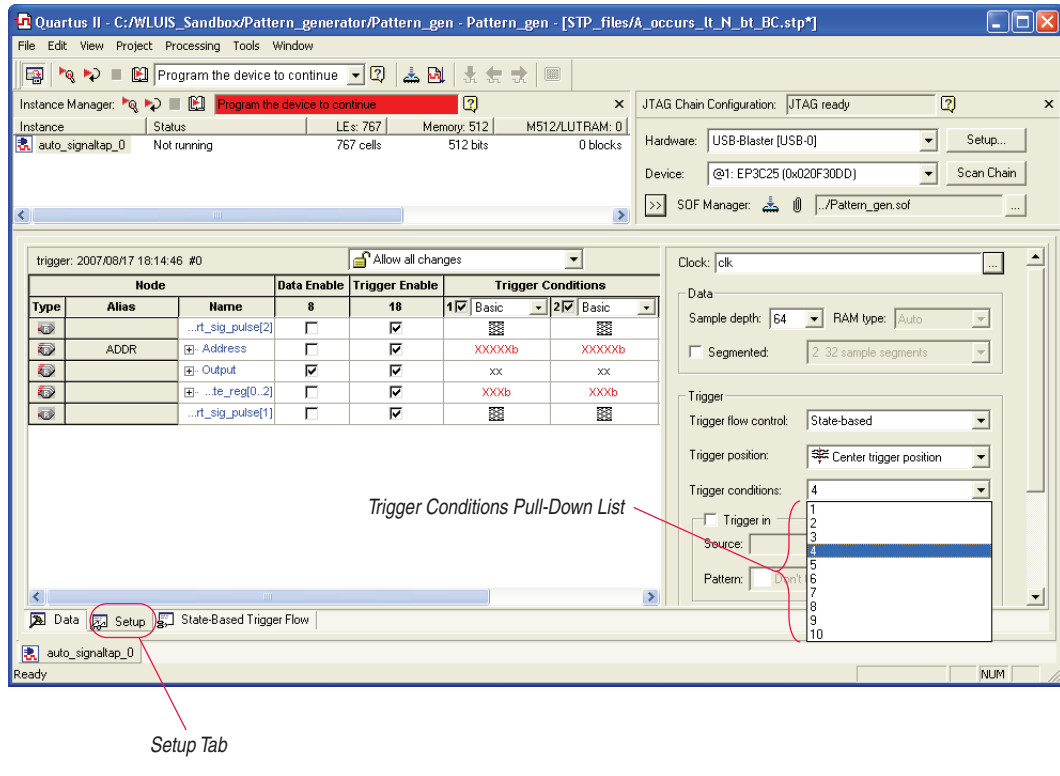 Quartus II - C:/WLUIS_Sandbox/Pattern_generator/Pattern_gen - Pattern_gen - [STP_files/A_occurs_lt_N_bt_BC.stp*]
File Edit View Project Processing Tools Window
Program the device to continue
Instance Manager: Program the device to continue
JTAG Chain Configuration: JTAG ready
Instance Status LEs: 767 Memory: 512 M512/LUTRAM: 0
auto_signaltap_0 Not running 767 cells 512 bits 0 blocks
Hardware: USB-Blaster [USB-0] Setup...
Device: @1: EP3C25 (0x020F30DD) Scan Chain
>> SOF Manager: ../Pattern_gen.sof ...
trigger: 2007/08/17 18:14:46 #0 Allow all changes
Node Data Enable Trigger Enable Trigger Conditions
Type Alias Name 8 18 1 Basic 2 Basic
...rt_sig_pulse[2]
ADDR Address XXXXXb XXXXXb
Output XX XX
...te_reg[0..2] XXXb XXXb
...rt_sig_pulse[1]
Clock: clk ...
Data
Sample depth: 64 RAM type: Auto
Segmented: 2 32 sample segments
Trigger
Trigger flow control: State-based
Trigger position: Center trigger position
Trigger conditions: 4
Trigger in
Source:
Pattern: Don't
1
2
3
4
5
6
7
8
9
10
Trigger Conditions Pull-Down List
Data Setup State-Based Trigger Flow
auto_signaltap_0
Ready NUM
Setup Tab